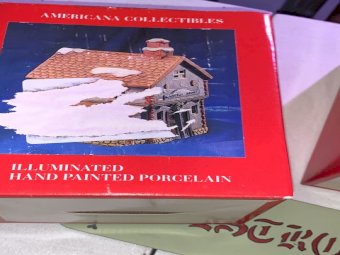 AMERICANA COLLECTIBLES
ILLUMINATED
HAND PAINTED PORCELAIN